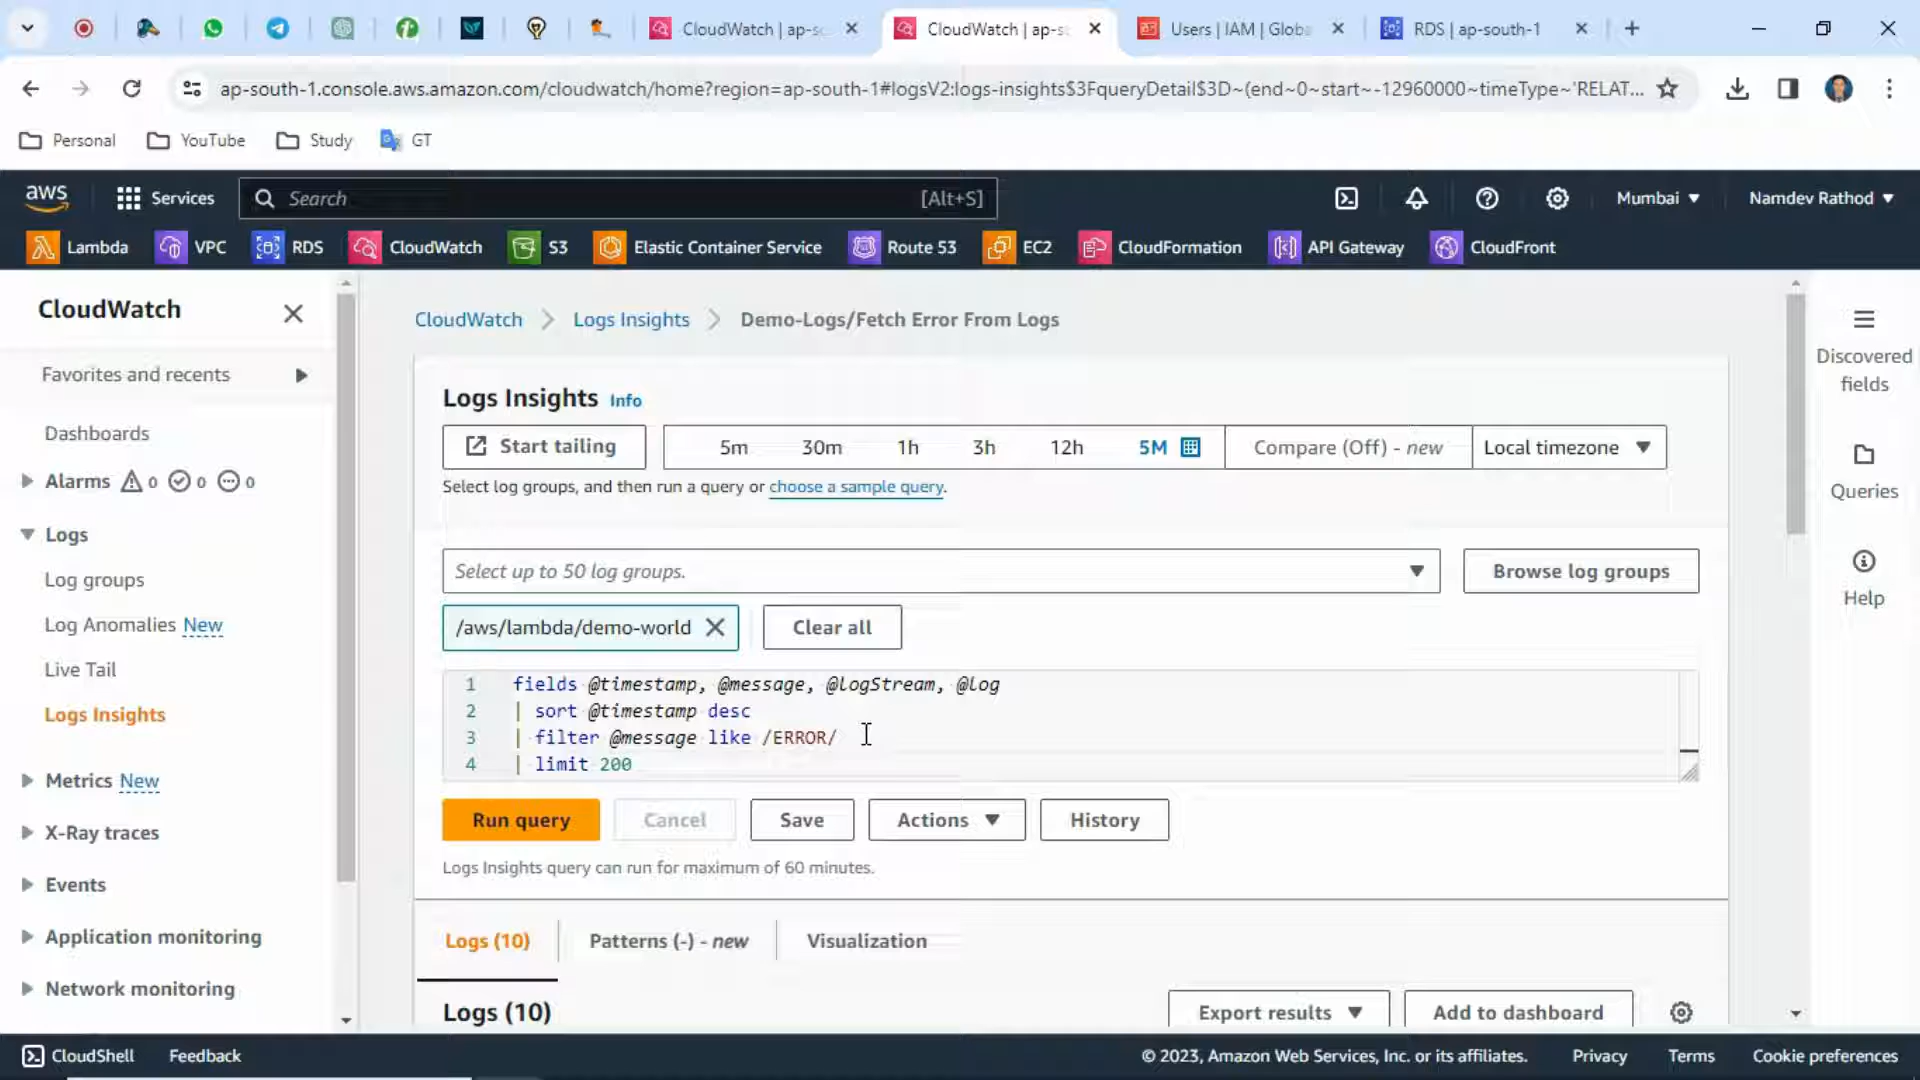 CloudWatch | ap-sc
CloudWatch | ap-s
Users | IAM | Globa
RDS | ap-south-1
ap-south-1.console.aws.amazon.com/cloudwatch/home?region=ap-south-1#logsV2:logs-insights$3FqueryDetail$3D~(end~0~start~-12960000~timeType~'RELAT...
Personal
YouTube
Study
GT
aws
Services
Search
[Alt+S]
Mumbai
Namdev Rathod
Lambda
VPC
RDS
CloudWatch
S3
Elastic Container Service
Route 53
EC2
CloudFormation
API Gateway
CloudFront
CloudWatch
Favorites and recents
Dashboards
Alarms 0 0 0
Logs
Log groups
Log Anomalies New
Live Tail
Logs Insights
Metrics New
X-Ray traces
Events
Application monitoring
Network monitoring
CloudWatch
Logs Insights
Demo-Logs/Fetch Error From Logs
Logs Insights Info
Start tailing
5m
30m
1h
3h
12h
5M
Compare (Off) - new
Local timezone
Select log groups, and then run a query or choose a sample query.
Select up to 50 log groups.
Browse log groups
/aws/lambda/demo-world
Clear all
1 fields @timestamp, @message, @logStream, @log
2 | sort @timestamp desc
3 | filter @message like /ERROR/
4 | limit 200
Run query
Cancel
Save
Actions
History
Logs Insights query can run for maximum of 60 minutes.
Logs (10)
Patterns (-) - new
Visualization
Logs (10)
Export results
Add to dashboard
Discovered
fields
Queries
Help
CloudShell
Feedback
© 2023, Amazon Web Services, Inc. or its affiliates.
Privacy
Terms
Cookie preferences